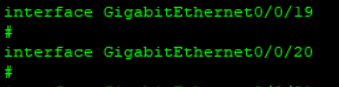 interface GigabitEthernet0/0/19
#
interface GigabitEthernet0/0/20
#